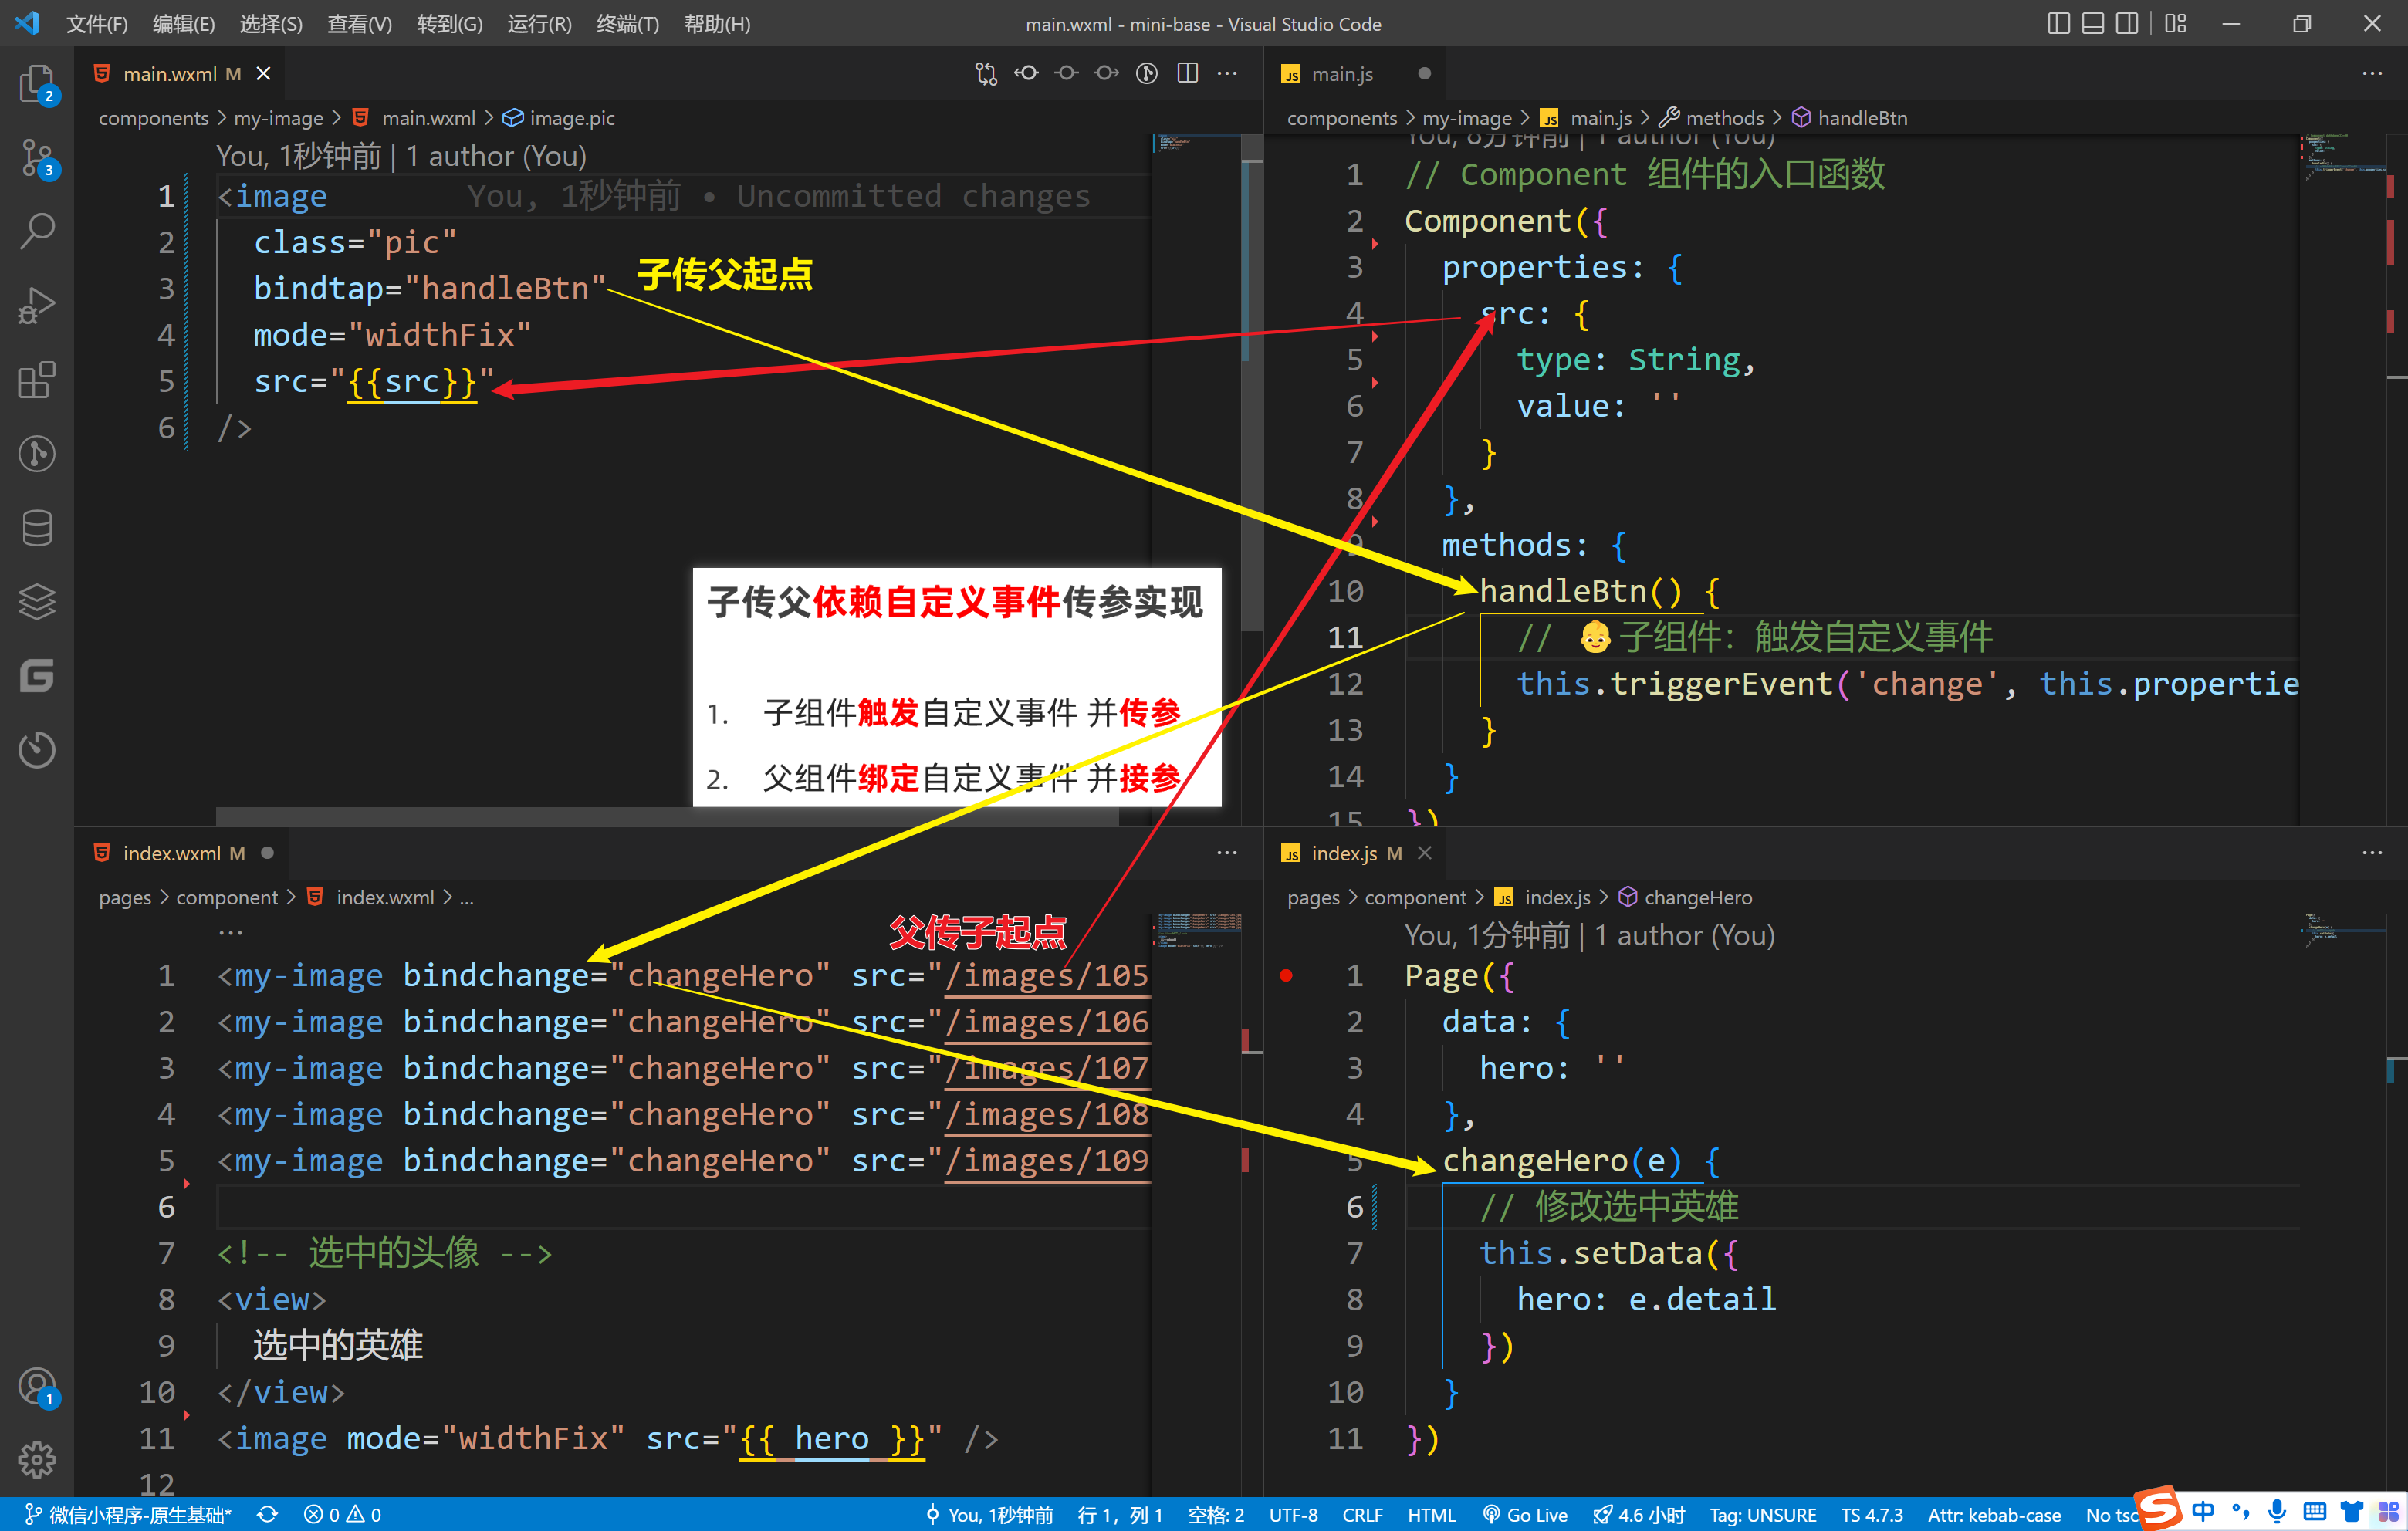 文件(F) 编辑(E) 选择(S) 查看(V) 转到(G) 运行(R) 终端(T) 帮助(H)
main.wxml - mini-base - Visual Studio Code
main.wxml M
components > my-image > main.wxml > image.pic
You, 1秒钟前 | 1 author (You)
1 <image You, 1秒钟前 • Uncommitted changes
2 class="pic"
3 bindtap="handleBtn"
4 mode="widthFix"
5 src="{{src}}"
6 />
子传父起点
子传父依赖自定义事件传参实现
1. 子组件触发自定义事件 并传参
2. 父组件绑定自定义事件 并接参
main.js
components > my-image > main.js > methods > handleBtn
You, 8分钟前 | 1 author (You)
1 // Component 组件的入口函数
2 Component({
3 properties: {
4 src: {
5 type: String,
6 value: ''
7 }
8 },
9 methods: {
10 handleBtn() {
11 // 👶 子组件：触发自定义事件
12 this.triggerEvent('change', this.propertie
13 }
14 }
15 })
index.wxml M
pages > component > index.wxml > ...
...
父传子起点
1 <my-image bindchange="changeHero" src="/images/105
2 <my-image bindchange="changeHero" src="/images/106
3 <my-image bindchange="changeHero" src="/images/107
4 <my-image bindchange="changeHero" src="/images/108
5 <my-image bindchange="changeHero" src="/images/109
6
7 <!-- 选中的头像 -->
8 <view>
9 选中的英雄
10 </view>
11 <image mode="widthFix" src="{{ hero }}" />
12
index.js M
pages > component > index.js > changeHero
You, 1分钟前 | 1 author (You)
1 Page({
2 data: {
3 hero: ''
4 },
5 changeHero(e) {
6 // 修改选中英雄
7 this.setData({
8 hero: e.detail
9 })
10 }
11 })
2
3
1
微信小程序-原生基础* 0 0 You, 1秒钟前 行 1，列 1 空格: 2 UTF-8 CRLF HTML Go Live 4.6 小时 Tag: UNSURE TS 4.7.3 Attr: kebab-case No tsc
S 中